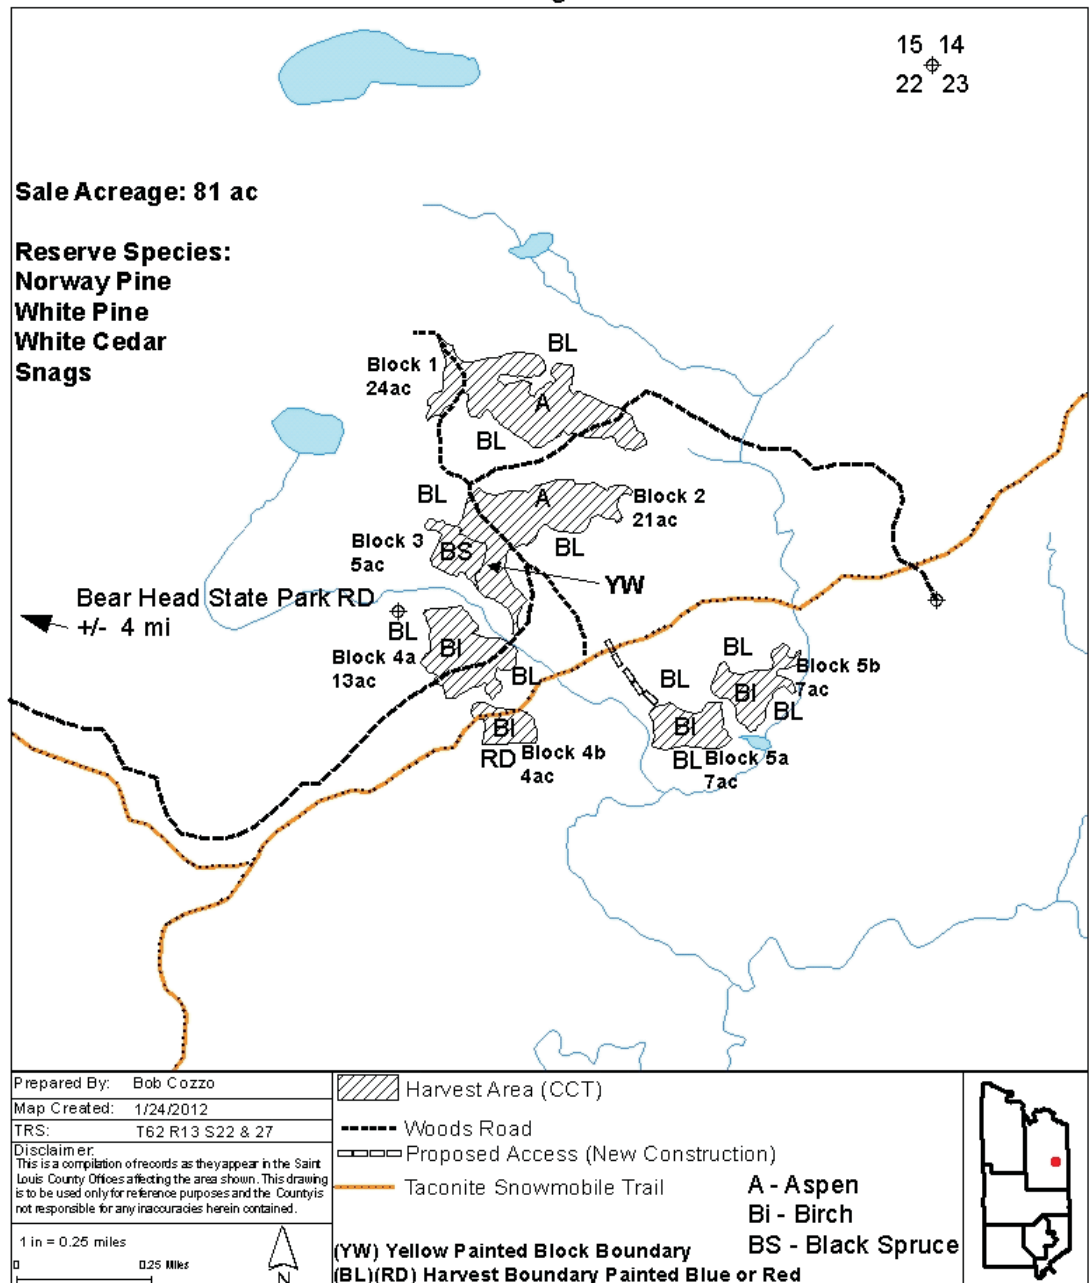 15 14
22 23
Sale Acreage: 81 ac
Reserve Species:
Norway Pine
White Pine
White Cedar
Snags
BL
Block 1
24ac
A
BL
BL
A
Block 2
21ac
Block 3
5ac
BS
BL
YW
Bear Head State Park RD
+/- 4 mi
BL
BI
Block 4a
13ac
BL
BL
BL
Block 5b
7ac
BI
BL
BI
RD
Block 4b
4ac
BI
BL
Block 5a
7ac
Prepared By: Bob Cozzo
Map Created: 1/24/2012
TRS: T62 R13 S22 & 27
Disclaimer:
This is a compilation of records as they appear in the Saint
Louis County Offices affecting the area shown. This drawing
is to be used only for reference purposes and the County is
not responsible for any inaccuracies herein contained.
1 in = 0.25 miles
0 0.25 Miles
Harvest Area (CCT)
Woods Road
Proposed Access (New Construction)
Taconite Snowmobile Trail
A - Aspen
Bi - Birch
BS - Black Spruce
(YW) Yellow Painted Block Boundary
(BL)(RD) Harvest Boundary Painted Blue or Red
N